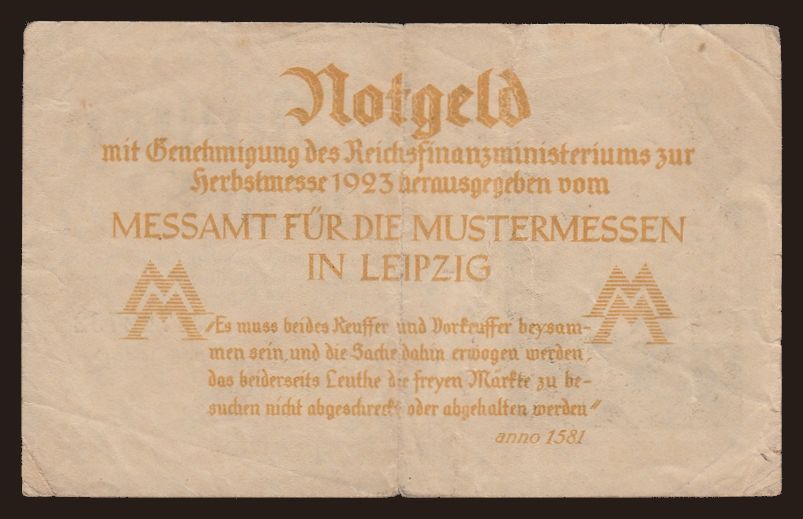 Notgeld
mit Genehmigung des Reichsfinanzministeriums zur
Herbstmesse 1923 herausgegeben vom
MESSAMT FÜR DIE MUSTERMESSEN
IN LEIPZIG
MM MM
„Es muss beides Keuffer und Vorkeuffer beysam-
men sein, und die Sache dahin erwogen werden,
das beiderseits Leuthe die freyen Märkte zu be-
suchen nicht abgeschreckt oder abgehalten werden“
anno 1581